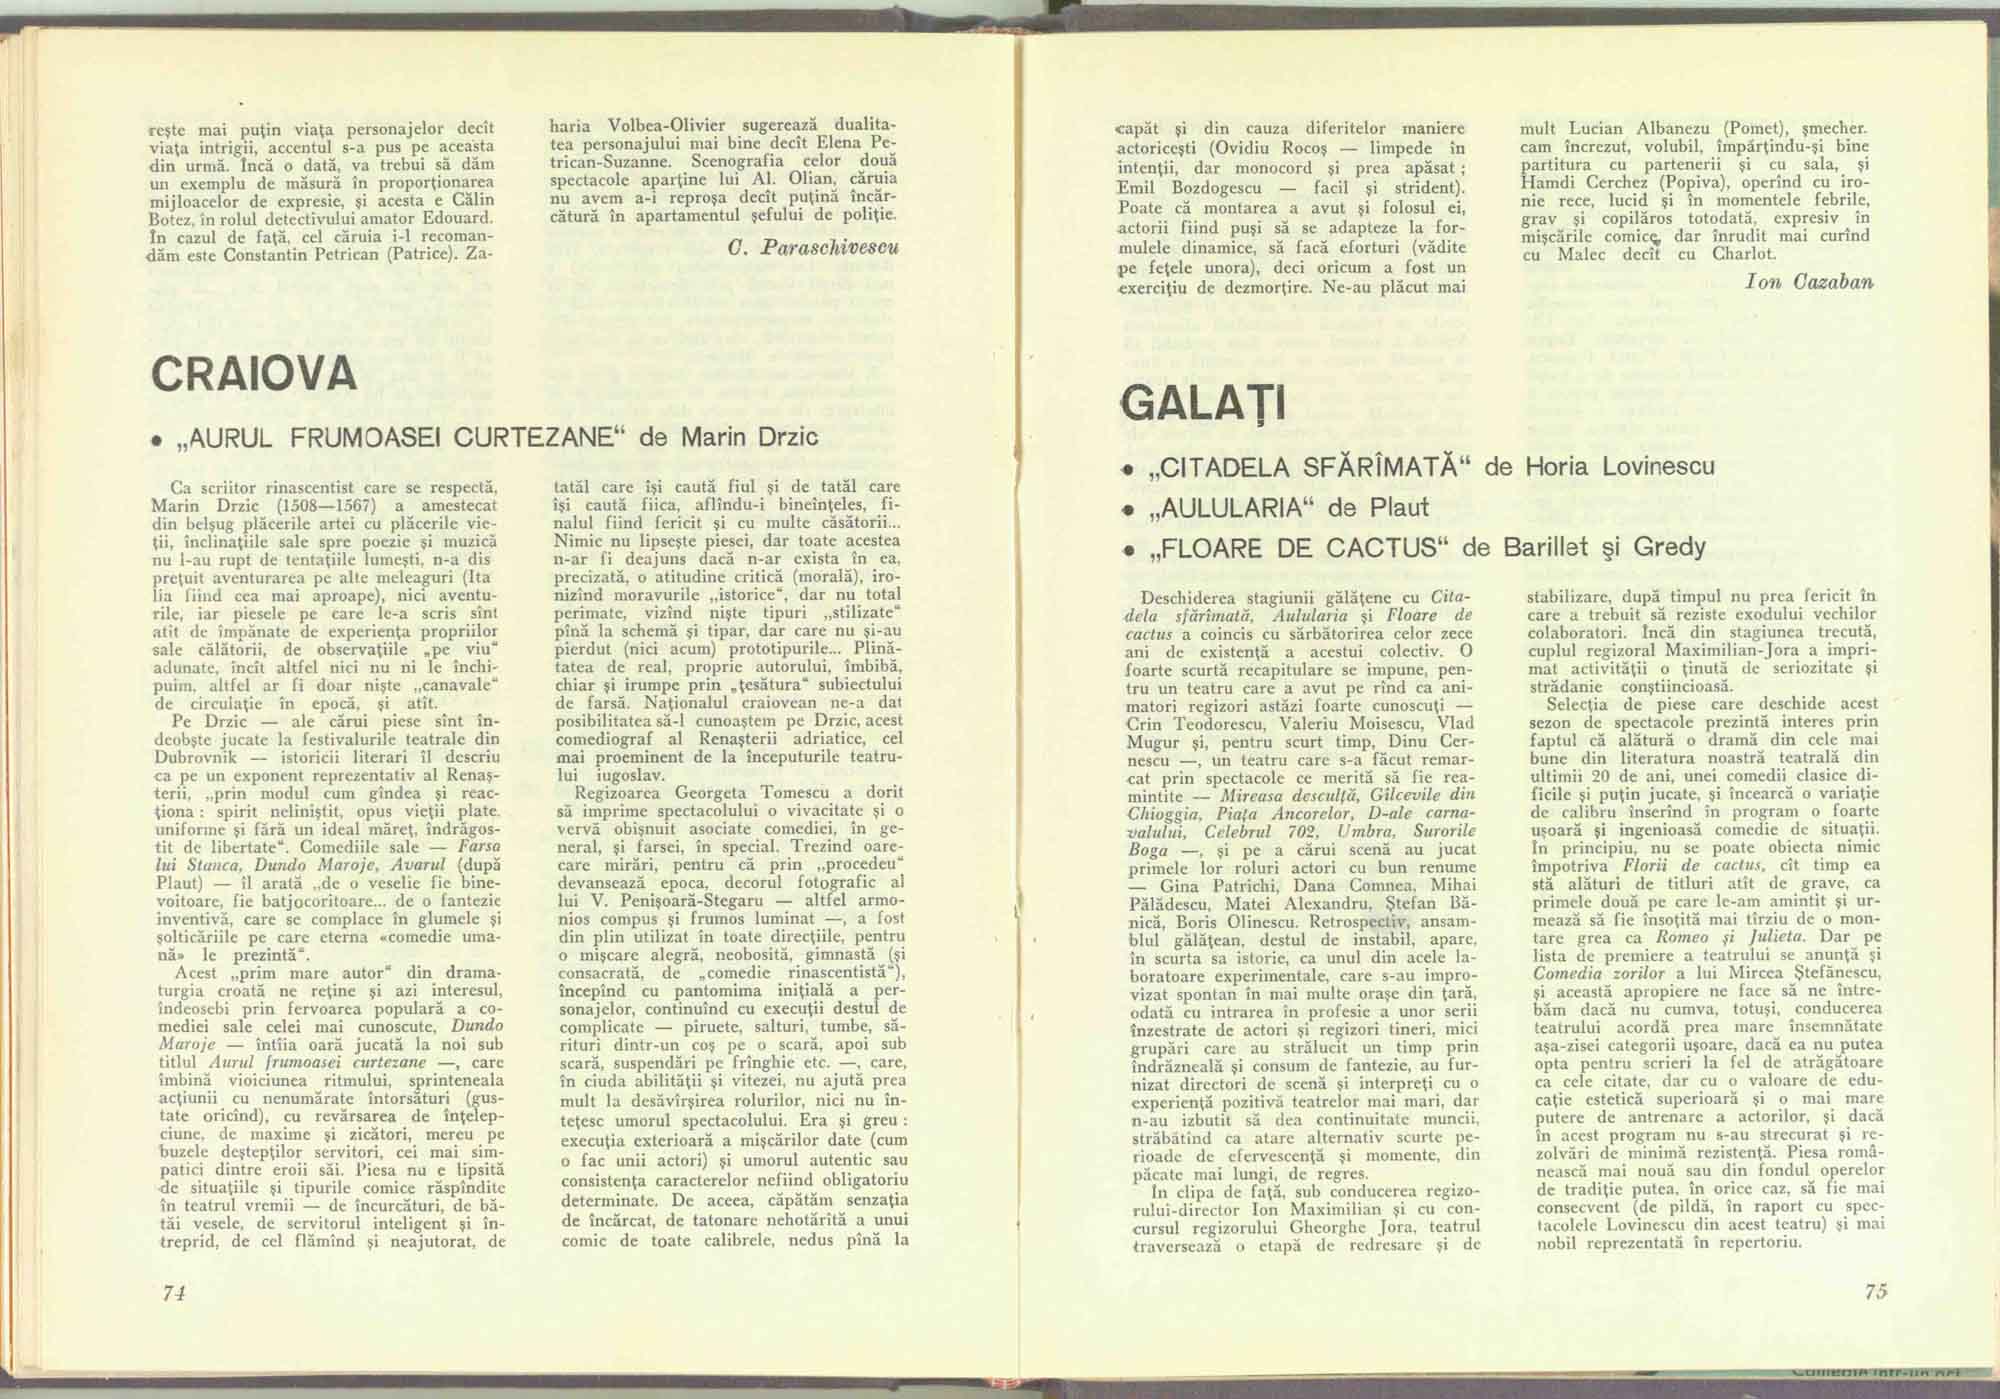 rește mai puțin viața personajelor decît
viața intrigii, accentul s-a pus pe aceasta
din urmă. Încă o dată, va trebui să dăm
un exemplu de măsură în proporționarea
mijloacelor de expresie, și acesta e Călin
Botez, în rolul detectivului amator Edouard.
În cazul de față, cel căruia i-l recoman-
dăm este Constantin Petrican (Patrice). Za-
haria Volbea-Olivier sugerează dualita-
tea personajului mai bine decît Elena Pe-
trican-Suzanne. Scenografia celor două
spectacole aparține lui Al. Olian, căruia
nu avem a-i reproșa decît puțină încăr-
cătură în apartamentul șefului de poliție.
C. Paraschivescu
CRAIOVA
• „AURUL FRUMOASEI CURTEZANE“ de Marin Drzic
Ca scriitor rinascentist care se respectă,
Marin Drzic (1508—1567) a amestecat
din belșug plăcerile artei cu plăcerile vie-
ții, înclinațiile sale spre poezie și muzică
nu l-au rupt de tentațiile lumești, n-a dis
prețuit aventurarea pe alte meleaguri (Ita
lia fiind cea mai aproape), nici aventu-
rile, iar piesele pe care le-a scris sînt
atît de împănate de experiența propriilor
sale călătorii, de observațiile „pe viu“
adunate, încît altfel nici nu ni le închi-
puim, altfel ar fi doar niște „canavale“
de circulație în epocă, și atît.
Pe Drzic — ale cărui piese sînt în-
deobște jucate la festivalurile teatrale din
Dubrovnik — istoricii literari îl descriu
ca pe un exponent reprezentativ al Renaș-
terii, „prin modul cum gîndea și reac-
ționa : spirit neliniștit, opus vieții plate,
uniforme și fără un ideal măreț, îndrăgos-
tit de libertate“. Comediile sale — Farsa
lui Stanca, Dundo Maroje, Avarul (după
Plaut) — îl arată „de o veselie fie bine-
voitoare, fie batjocoritoare... de o fantezie
inventivă, care se complace în glumele și
șolticăriile pe care eterna «comedie uma-
nă» le prezintă“.
Acest „prim mare autor“ din drama-
turgia croată ne reține și azi interesul,
îndeosebi prin fervoarea populară a co-
mediei sale celei mai cunoscute, Dundo
Maroje — întîia oară jucată la noi sub
titlul Aurul frumoasei curtezane —, care
îmbină vioiciunea ritmului, sprinteneala
acțiunii cu nenumărate întorsături (gus-
tate oricînd), cu revărsarea de înțelep-
ciune, de maxime și zicători, mereu pe
buzele deștepților servitori, cei mai sim-
patici dintre eroii săi. Piesa nu e lipsită
de situațiile și tipurile comice răspîndite
în teatrul vremii — de încurcături, de bă-
tăi vesele, de servitorul inteligent și în-
treprid, de cel flămînd și neajutorat, de
tatăl care își caută fiul și de tatăl care
își caută fiica, aflîndu-i bineînțeles, fi-
nalul fiind fericit și cu multe căsătorii...
Nimic nu lipsește piesei, dar toate acestea
n-ar fi deajuns dacă n-ar exista în ea,
precizată, o atitudine critică (morală), iro-
nizînd moravurile „istorice“, dar nu total
perimate, vizînd niște tipuri „stilizate“
pînă la schemă și tipar, dar care nu și-au
pierdut (nici acum) prototipurile... Plină-
tatea de real, proprie autorului, îmbibă,
chiar și irumpe prin „țesătura“ subiectului
de farsă. Naționalul craiovean ne-a dat
posibilitatea să-l cunoaștem pe Drzic, acest
comediograf al Renașterii adriatice, cel
mai proeminent de la începuturile teatru-
lui iugoslav.
Regizoarea Georgeta Tomescu a dorit
să imprime spectacolului o vivacitate și o
vervă obișnuit asociate comediei, în ge-
neral, și farsei, în special. Trezind oare-
care mirări, pentru că prin „procedeu“
devansează epoca, decorul fotografic al
lui V. Penișoară-Stegaru — altfel armo-
nios compus și frumos luminat —, a fost
din plin utilizat în toate direcțiile, pentru
o mișcare alegră, neobosită, gimnastă (și
consacrată, de „comedie rinascentistă“),
începînd cu pantomima inițială a per-
sonajelor, continuînd cu execuții destul de
complicate — piruete, salturi, tumbe, să-
rituri dintr-un coș pe o scară, apoi sub
scară, suspendări pe frînghie etc. —, care,
în ciuda abilității și vitezei, nu ajută prea
mult la desăvîrșirea rolurilor, nici nu în-
tețesc umorul spectacolului. Era și greu :
execuția exterioară a mișcărilor date (cum
o fac unii actori) și umorul autentic sau
consistența caracterelor nefiind obligatoriu
determinate. De aceea, căpătăm senzația
de încărcat, de tatonare nehotărîtă a unui
comic de toate calibrele, nedus pînă la
74
capăt și din cauza diferitelor maniere
actoricești (Ovidiu Rocoș — limpede în
intenții, dar monocord și prea apăsat ;
Emil Bozdogescu — facil și strident).
Poate că montarea a avut și folosul ei,
actorii fiind puși să se adapteze la for-
mulele dinamice, să facă eforturi (vădite
pe fețele unora), deci oricum a fost un
exercițiu de dezmorțire. Ne-au plăcut mai
mult Lucian Albanezu (Pomet), șmecher.
cam încrezut, volubil, împărțindu-și bine
partitura cu partenerii și cu sala, și
Hamdi Cerchez (Popiva), operînd cu iro-
nie rece, lucid și în momentele febrile,
grav și copilăros totodată, expresiv în
mișcările comice, dar înrudit mai curînd
cu Malec decît cu Charlot.
Ion Cazaban
GALAȚI
• „CITADELA SFĂRÎMATĂ“ de Horia Lovinescu
• „AULULARIA“ de Plaut
• „FLOARE DE CACTUS“ de Barillet și Gredy
Deschiderea stagiunii gălățene cu Cita-
dela sfărîmată, Aulularia și Floare de
cactus a coincis cu sărbătorirea celor zece
ani de existență a acestui colectiv. O
foarte scurtă recapitulare se impune, pen-
tru un teatru care a avut pe rînd ca ani-
matori regizori astăzi foarte cunoscuți —
Crin Teodorescu, Valeriu Moisescu, Vlad
Mugur și, pentru scurt timp, Dinu Cer-
nescu —, un teatru care s-a făcut remar-
cat prin spectacole ce merită să fie rea-
mintite — Mireasa desculță, Gîlcevile din
Chioggia, Piața Ancorelor, D-ale carna-
valului, Celebrul 702, Umbra, Surorile
Boga —, și pe a cărui scenă au jucat
primele lor roluri actori cu bun renume
— Gina Patrichi, Dana Comnea, Mihai
Pălădescu, Matei Alexandru, Ștefan Bă-
nică, Boris Olinescu. Retrospectiv, ansam-
blul gălățean, destul de instabil, apare,
în scurta sa istorie, ca unul din acele la-
boratoare experimentale, care s-au impro-
vizat spontan în mai multe orașe din țară,
odată cu intrarea în profesie a unor serii
înzestrate de actori și regizori tineri, mici
grupări care au strălucit un timp prin
îndrăzneală și consum de fantezie, au fur-
nizat directori de scenă și interpreți cu o
experiență pozitivă teatrelor mai mari, dar
n-au izbutit să dea continuitate muncii,
străbătînd ca atare alternativ scurte pe-
rioade de efervescență și momente, din
păcate mai lungi, de regres.
In clipa de față, sub conducerea regizo-
rului-director Ion Maximilian și cu con-
cursul regizorului Gheorghe Jora, teatrul
traversează o etapă de redresare și de
stabilizare, după timpul nu prea fericit în
care a trebuit să reziste exodului vechilor
colaboratori. Încă din stagiunea trecută,
cuplul regizoral Maximilian-Jora a impri-
mat activității o ținută de seriozitate și
strădanie conștiincioasă.
Selecția de piese care deschide acest
sezon de spectacole prezintă interes prin
faptul că alătură o dramă din cele mai
bune din literatura noastră teatrală din
ultimii 20 de ani, unei comedii clasice di-
ficile și puțin jucate, și încearcă o variație
de calibru înserînd în program o foarte
ușoară și ingenioasă comedie de situații.
În principiu, nu se poate obiecta nimic
împotriva Florii de cactus, cît timp ea
stă alături de titluri atît de grave, ca
primele două pe care le-am amintit și ur-
mează să fie însoțită mai tîrziu de o mon-
tare grea ca Romeo și Julieta. Dar pe
lista de premiere a teatrului se anunță și
Comedia zorilor a lui Mircea Ștefănescu,
și această apropiere ne face să ne între-
băm dacă nu cumva, totuși, conducerea
teatrului acordă prea mare însemnătate
așa-zisei categorii ușoare, dacă ea nu putea
opta pentru scrieri la fel de atrăgătoare
ca cele citate, dar cu o valoare de edu-
cație estetică superioară și o mai mare
putere de antrenare a actorilor, și dacă
în acest program nu s-au strecurat și re-
zolvări de minimă rezistență. Piesa romă-
nească mai nouă sau din fondul operelor
de tradiție putea, în orice caz, să fie mai
consecvent (de pildă, în raport cu spec-
tacolele Lovinescu din acest teatru) și mai
nobil reprezentată în repertoriu.
75